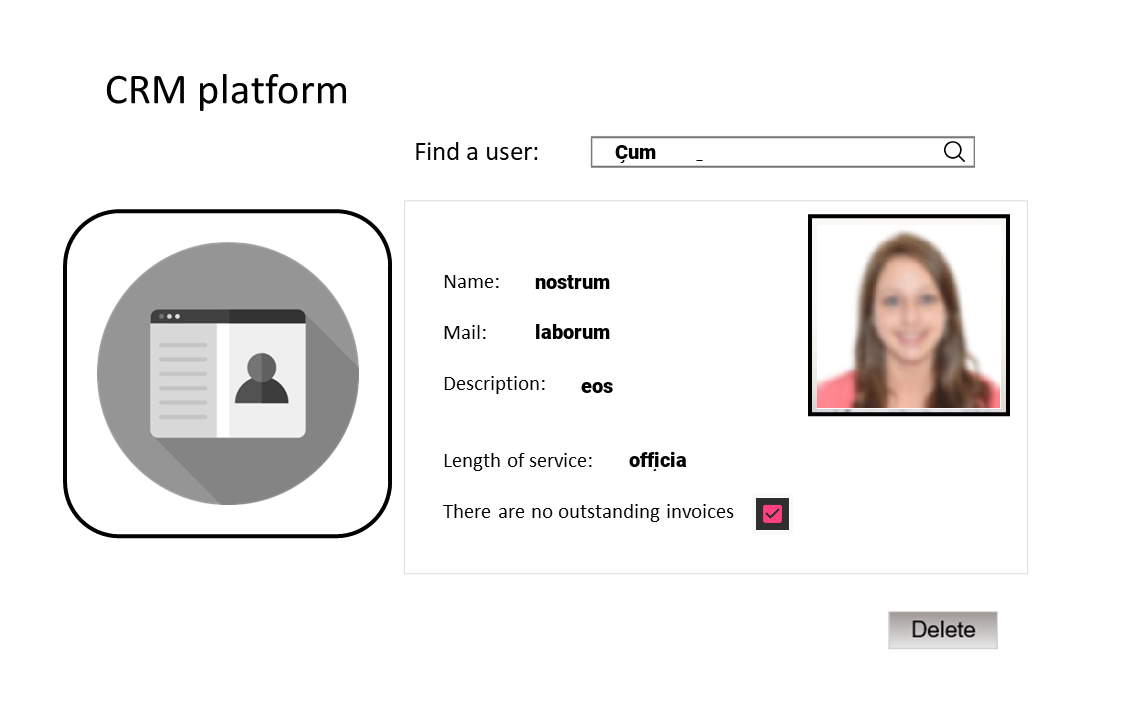 CRM platform
Find a user: Çum _
Name: nostrum
Mail: laborum
Description: eos
Length of service: officia
There are no outstanding invoices
Delete